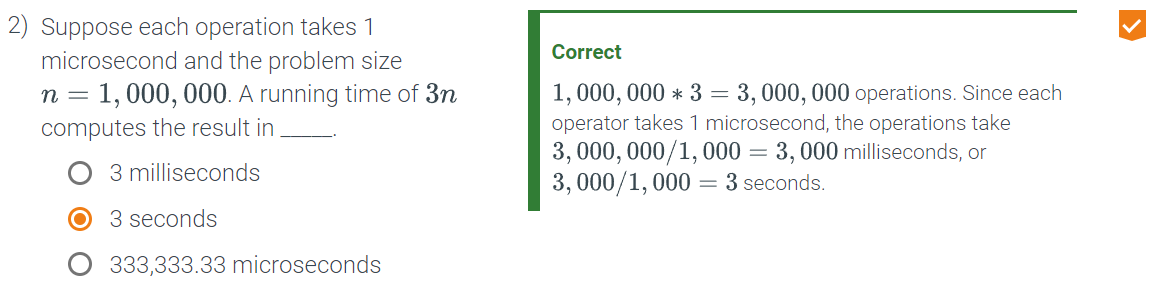 2) Suppose each operation takes 1
microsecond and the problem size
n = 1, 000, 000. A running time of 3n
computes the result in _____.
3 milliseconds
3 seconds
333,333.33 microseconds
Correct
1, 000, 000 ∗ 3 = 3, 000, 000 operations. Since each
operator takes 1 microsecond, the operations take
3, 000, 000/1, 000 = 3, 000 milliseconds, or
3, 000/1, 000 = 3 seconds.